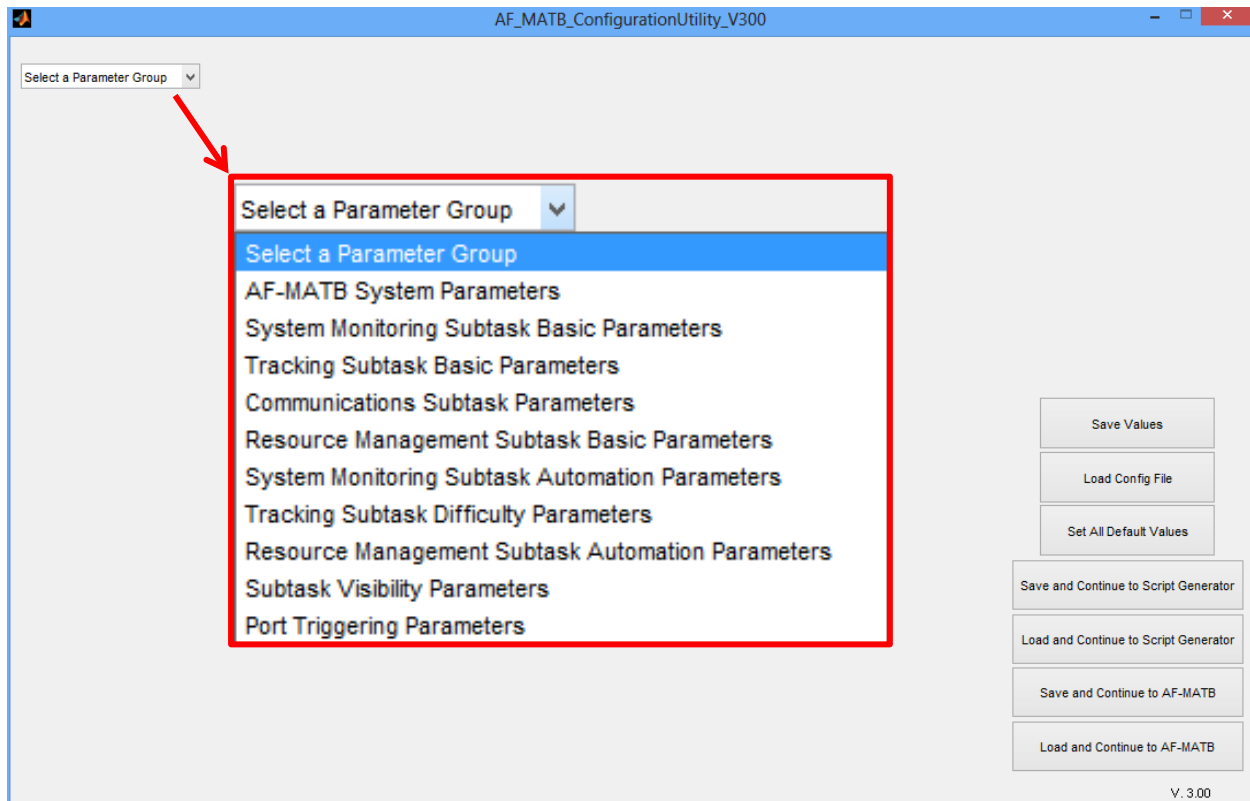 AF_MATB_ConfigurationUtility_V300
Select a Parameter Group
Select a Parameter Group
Select a Parameter Group
AF-MATB System Parameters
System Monitoring Subtask Basic Parameters
Tracking Subtask Basic Parameters
Communications Subtask Parameters
Resource Management Subtask Basic Parameters
System Monitoring Subtask Automation Parameters
Tracking Subtask Difficulty Parameters
Resource Management Subtask Automation Parameters
Subtask Visibility Parameters
Port Triggering Parameters
Save Values
Load Config File
Set All Default Values
Save and Continue to Script Generator
Load and Continue to Script Generator
Save and Continue to AF-MATB
Load and Continue to AF-MATB
V. 3.00